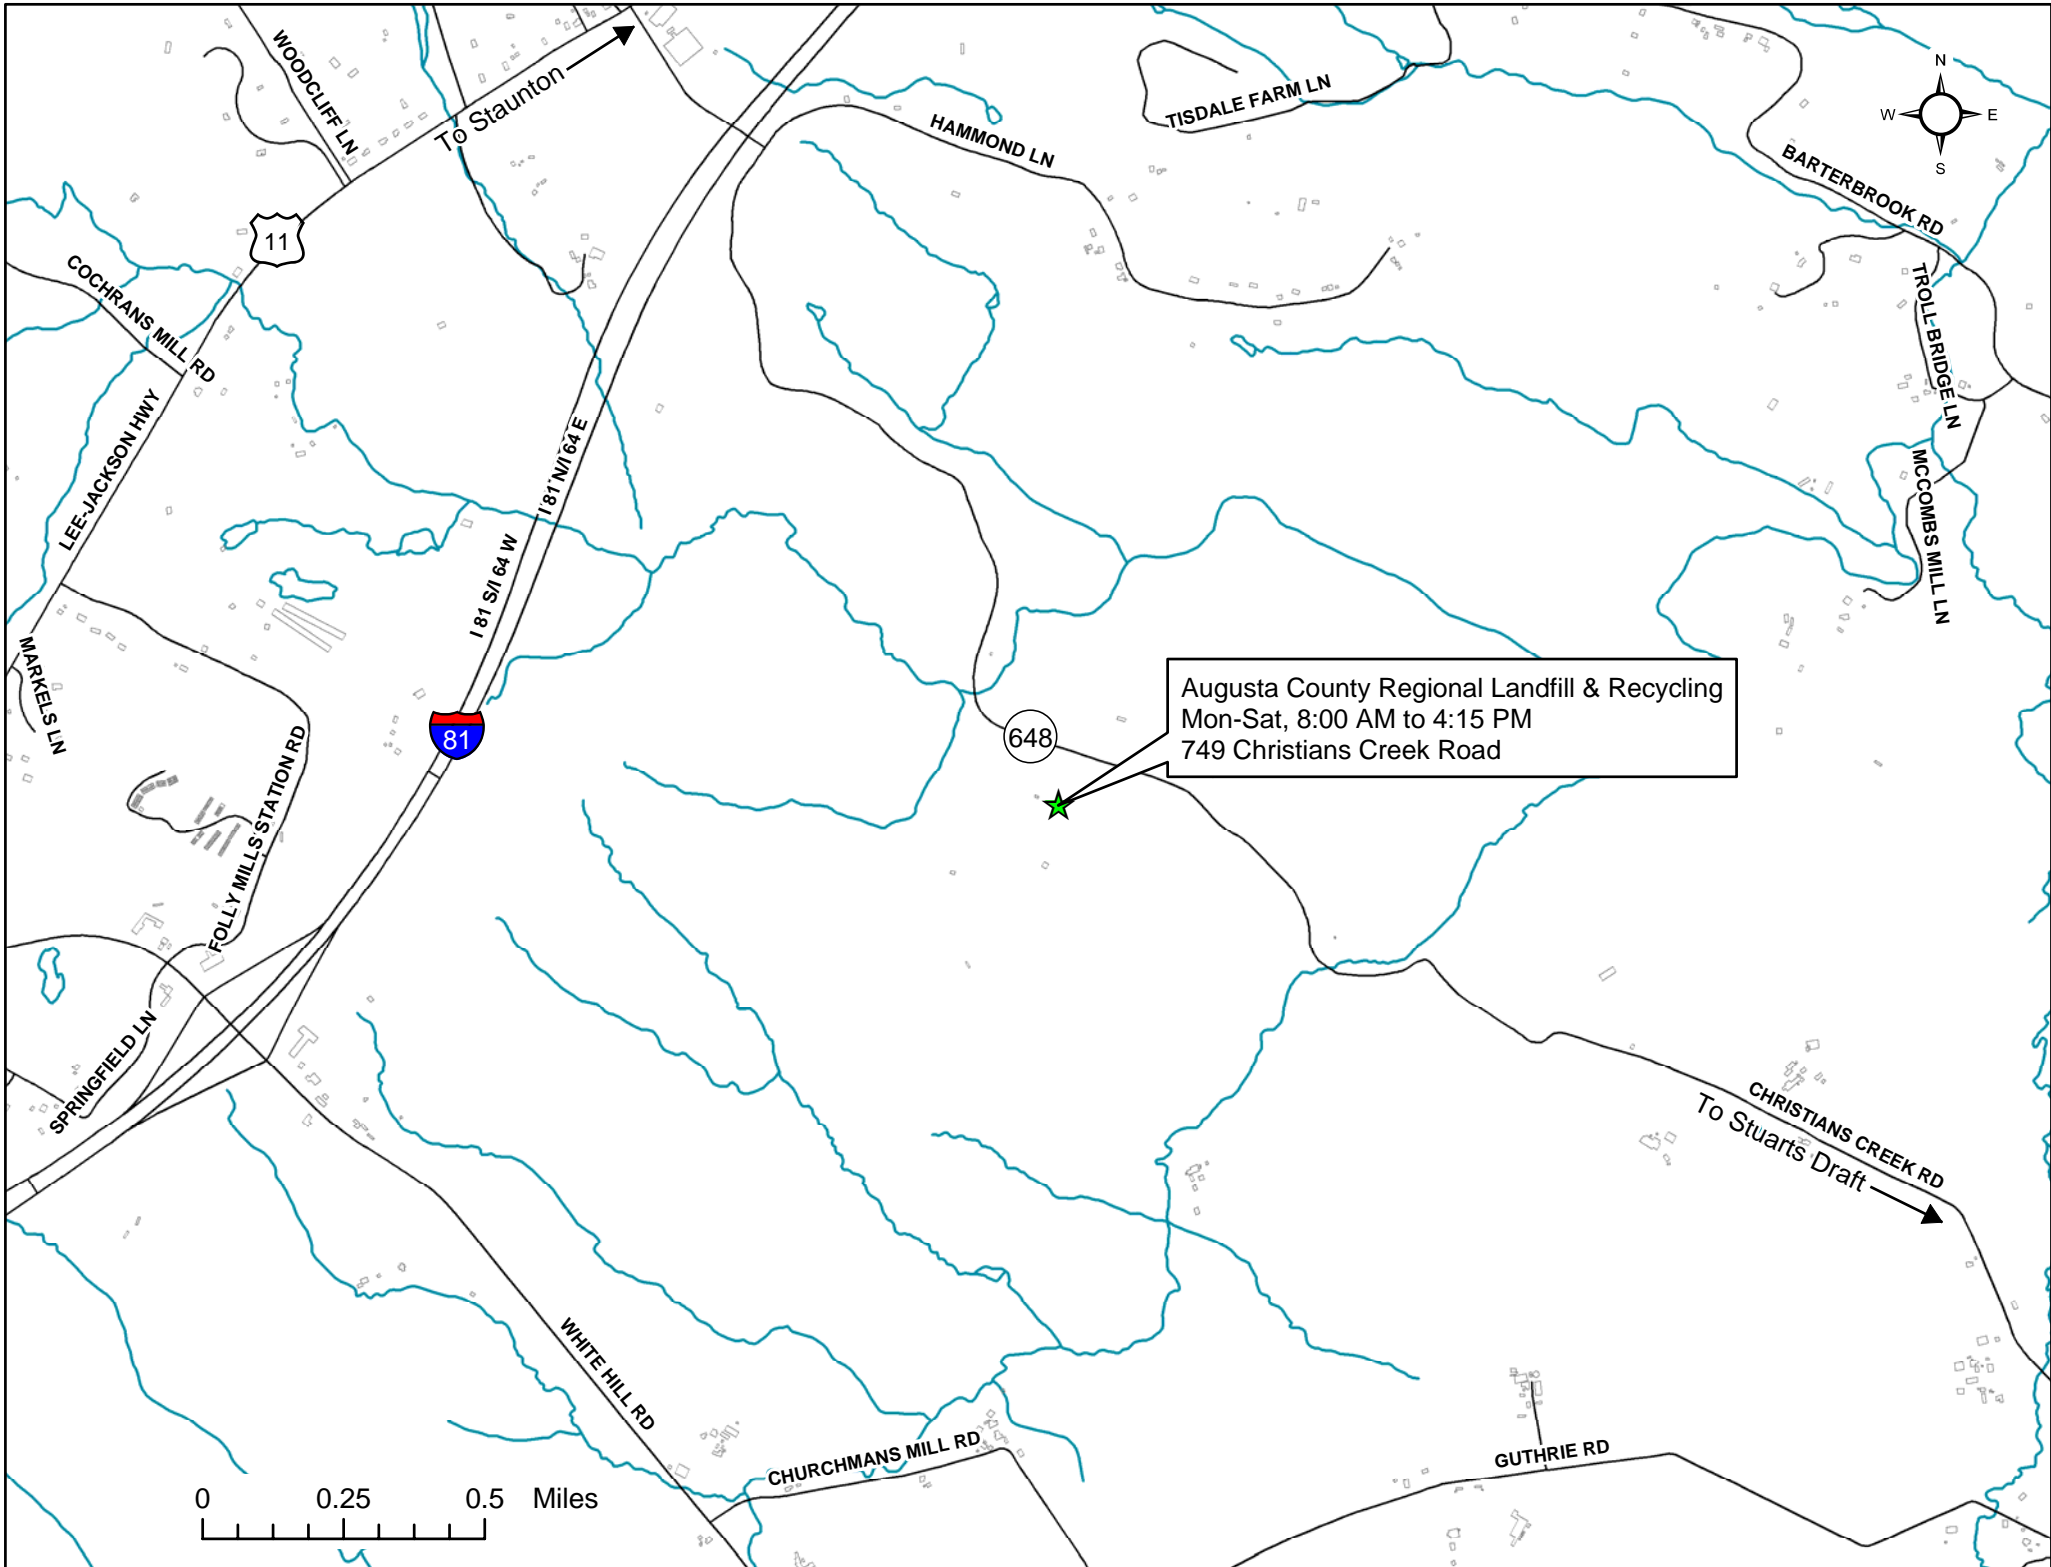 WOODCLIFF LN
To Staunton
TISDALE FARM LN
HAMMOND LN
N
W
E
S
BARTERBROOK RD
11
COCHRANS MILL RD
TROLL BRIDGE LN
LEE-JACKSON HWY
I 81 N/I 64 E
MCCOMBS MILL LN
I 81 S/I 64 W
MARKELS LN
Augusta County Regional Landfill & Recycling
Mon-Sat, 8:00 AM to 4:15 PM
749 Christians Creek Road
648
81
FOLLY MILLS STATION RD
SPRINGFIELD LN
CHRISTIANS CREEK RD
To Stuarts Draft
WHITE HILL RD
CHURCHMANS MILL RD
GUTHRIE RD
0 0.25 0.5 Miles